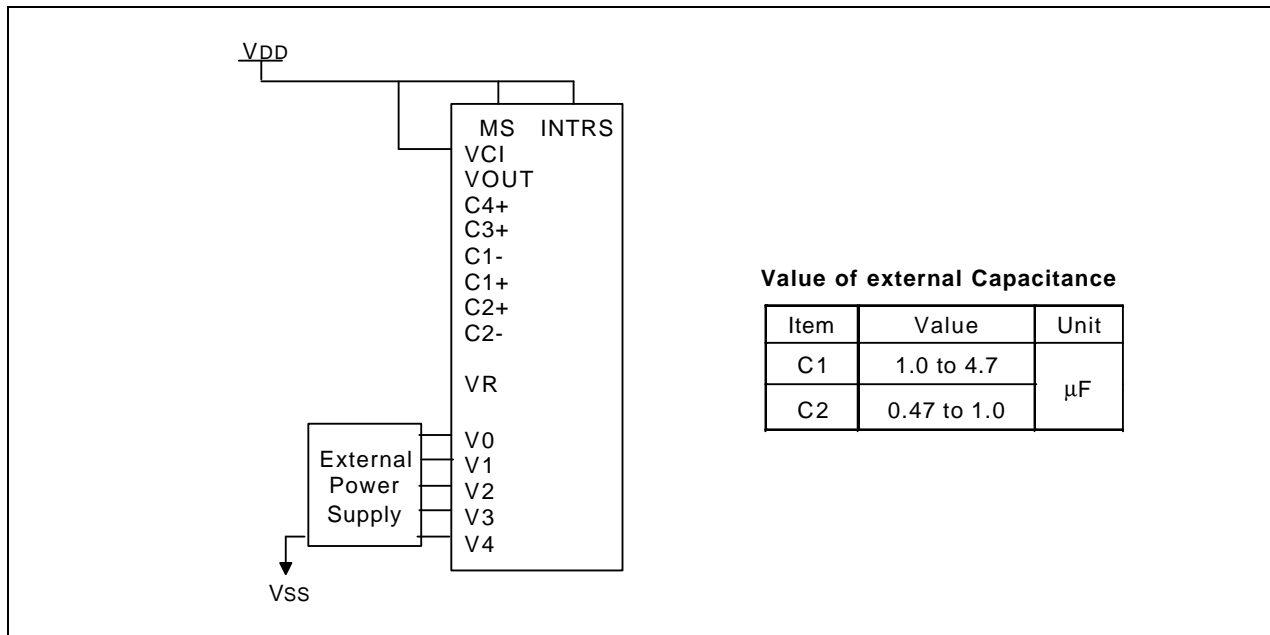 VDD
MS INTRS
VCI
VOUT
C4+
C3+
C1-
C1+
C2+
C2-
VR
V0
V1
V2
V3
V4
External
Power
Supply
VSS
Value of external Capacitance
Item Value Unit
C1 1.0 to 4.7 μF
C2 0.47 to 1.0